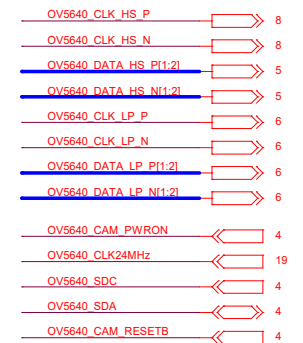 OV5640_CLK_HS_P 8
OV5640_CLK_HS_N 8
OV5640_DATA_HS_P[1:2] 5
OV5640_DATA_HS_N[1:2] 5
OV5640_CLK_LP_P 6
OV5640_CLK_LP_N 6
OV5640_DATA_LP_P[1:2] 6
OV5640_DATA_LP_N[1:2] 6
OV5640_CAM_PWRON 4
OV5640_CLK24MHz 19
OV5640_SDC 4
OV5640_SDA 4
OV5640_CAM_RESETB 4